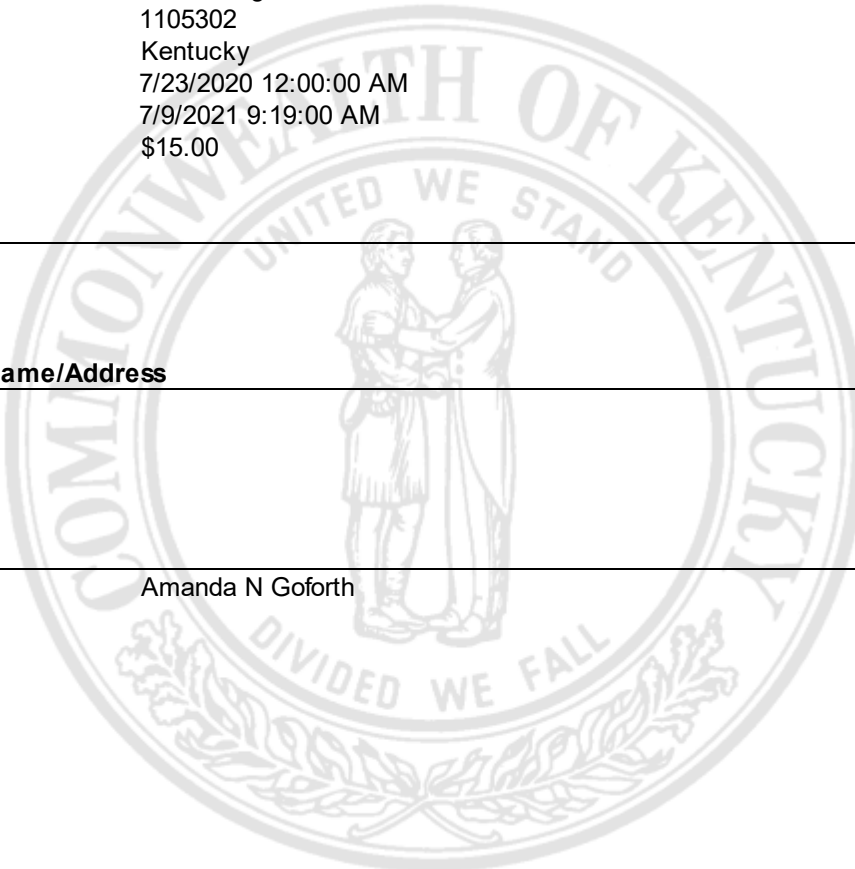 1105302
Kentucky
7/23/2020 12:00:00 AM
7/9/2021 9:19:00 AM
$15.00
COMMONWEALTH OF KENTUCKY
UNITED WE STAND
ame/Address
Amanda N Goforth
DIVIDED WE FALL